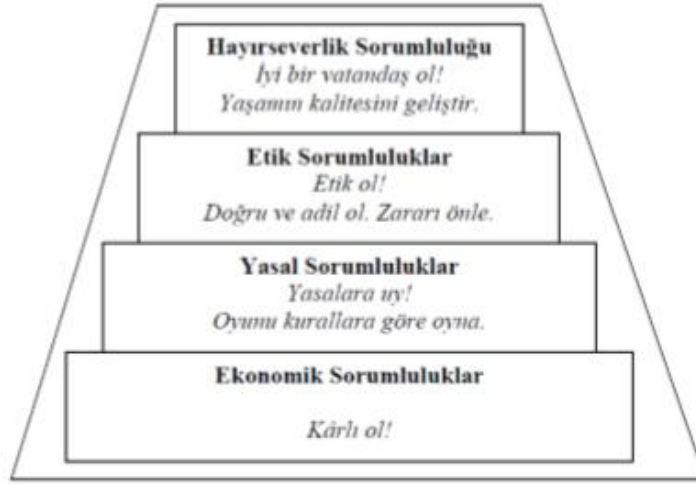 Hayırseverlik Sorumluluğu
İyi bir vatandaş ol!
Yaşamın kalitesini geliştir.
Etik Sorumluluklar
Etik ol!
Doğru ve adil ol. Zararı önle.
Yasal Sorumluluklar
Yasalara uy!
Oyunu kurallara göre oyna.
Ekonomik Sorumluluklar
Kârlı ol!